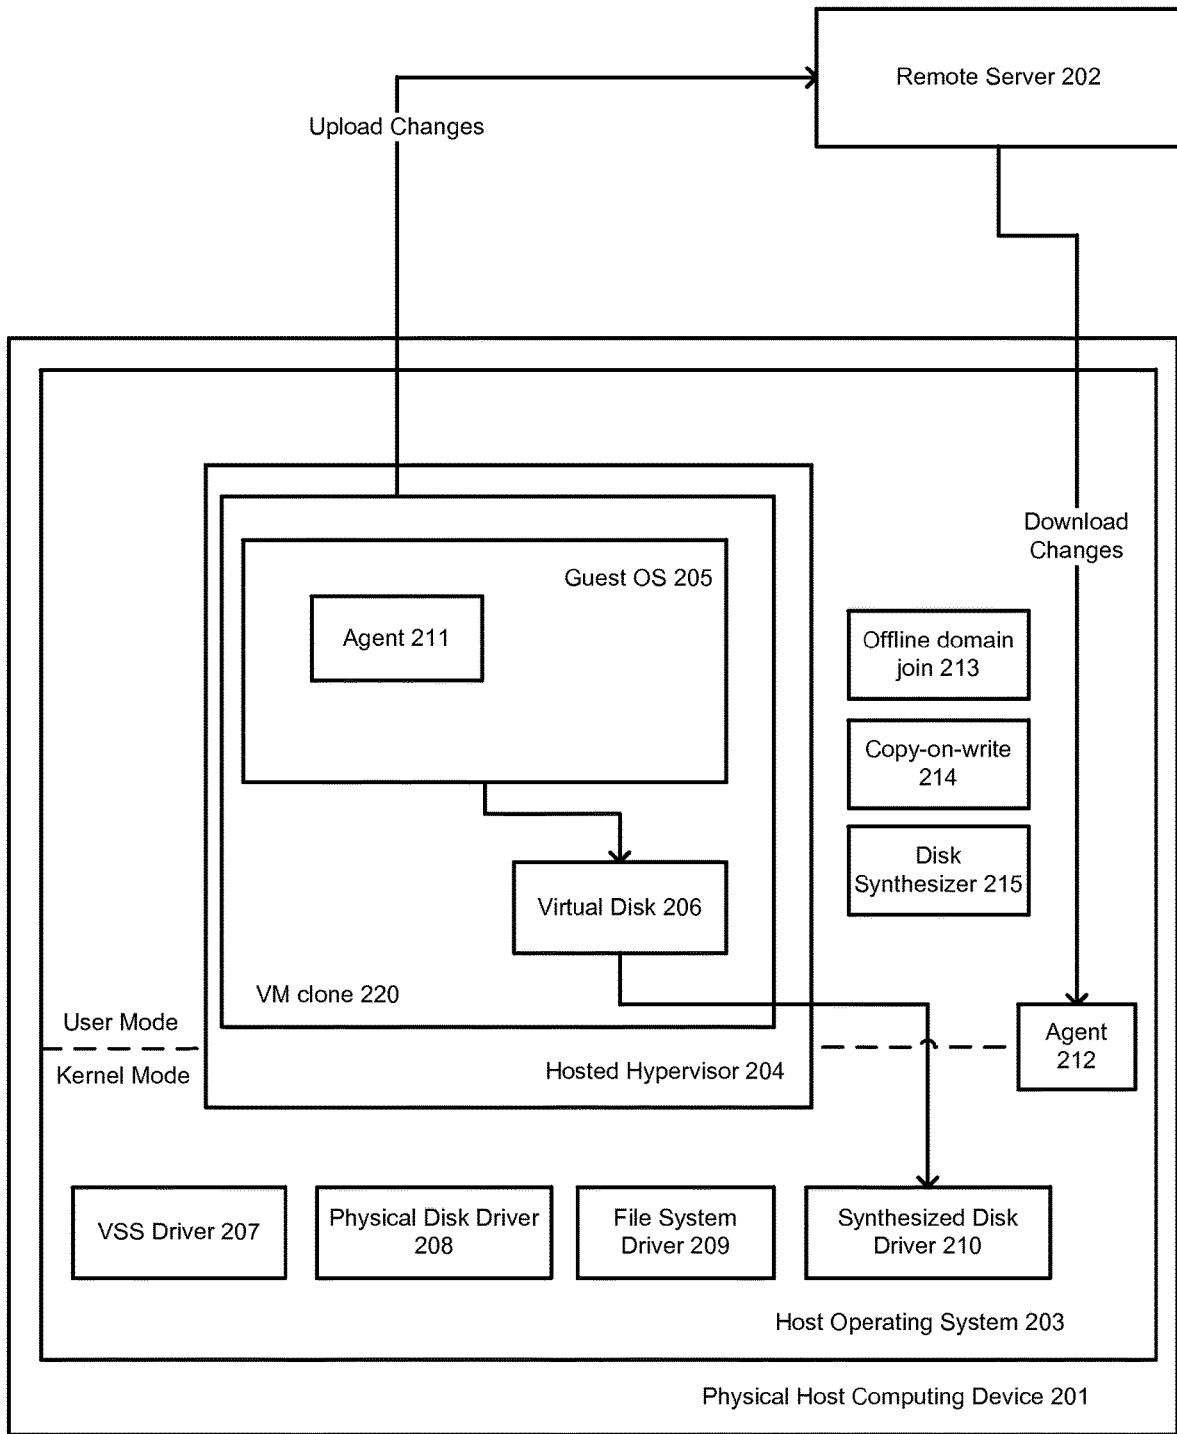 Remote Server 202
Upload Changes
Download
Changes
Guest OS 205
Agent 211
Offline domain
join 213
Copy-on-write
214
Disk
Synthesizer 215
Virtual Disk 206
VM clone 220
User Mode
Kernel Mode
Hosted Hypervisor 204
Agent
212
VSS Driver 207
Physical Disk Driver
208
File System
Driver 209
Synthesized Disk
Driver 210
Host Operating System 203
Physical Host Computing Device 201